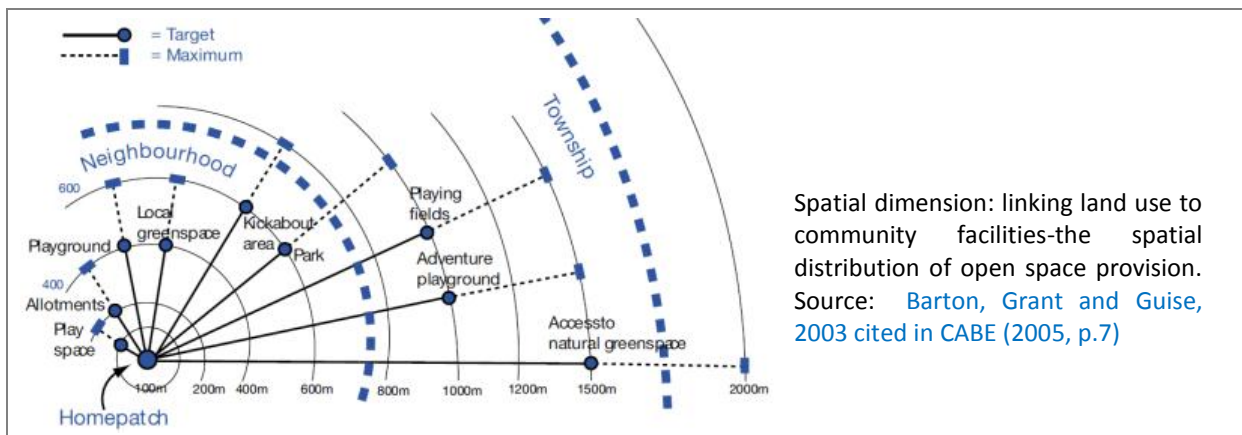 = Target
= Maximum
Neighbourhood
Township
600
400
Local
greenspace
Playground
Kickabout
area
Park
Playing
fields
Adventure
playground
Allotments
Play
space
Accessto
natural greenspace
100m
200m
400m
600m
800m
1000m
1200m
1500m
2000m
Homepatch
Spatial dimension: linking land use to
community facilities-the spatial
distribution of open space provision.
Source: Barton, Grant and Guise,
2003 cited in CABE (2005, p.7)